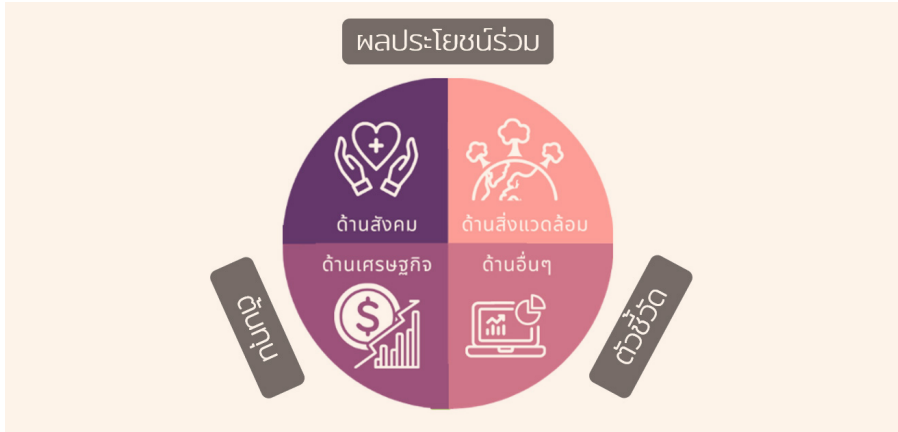 ผลประโยชน์ร่วม
ด้านสังคม
ด้านสิ่งแวดล้อม
ด้านเศรษฐกิจ
ด้านอื่นๆ
ต้นทุน
ตัวชี้วัด